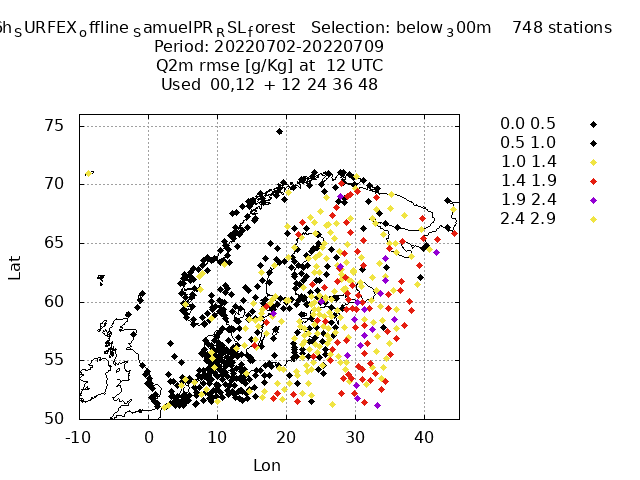 6h SURFEX offline SamuelPR RSL forest Selection: below 300m 748 stations
Period: 20220702-20220709
Q2m rmse [g/Kg] at 12 UTC
Used 00,12 + 12 24 36 48
75
70
65
60
55
50
-10 0 10 20 30 40
Lat
Lon
0.0 0.5
0.5 1.0
1.0 1.4
1.4 1.9
1.9 2.4
2.4 2.9